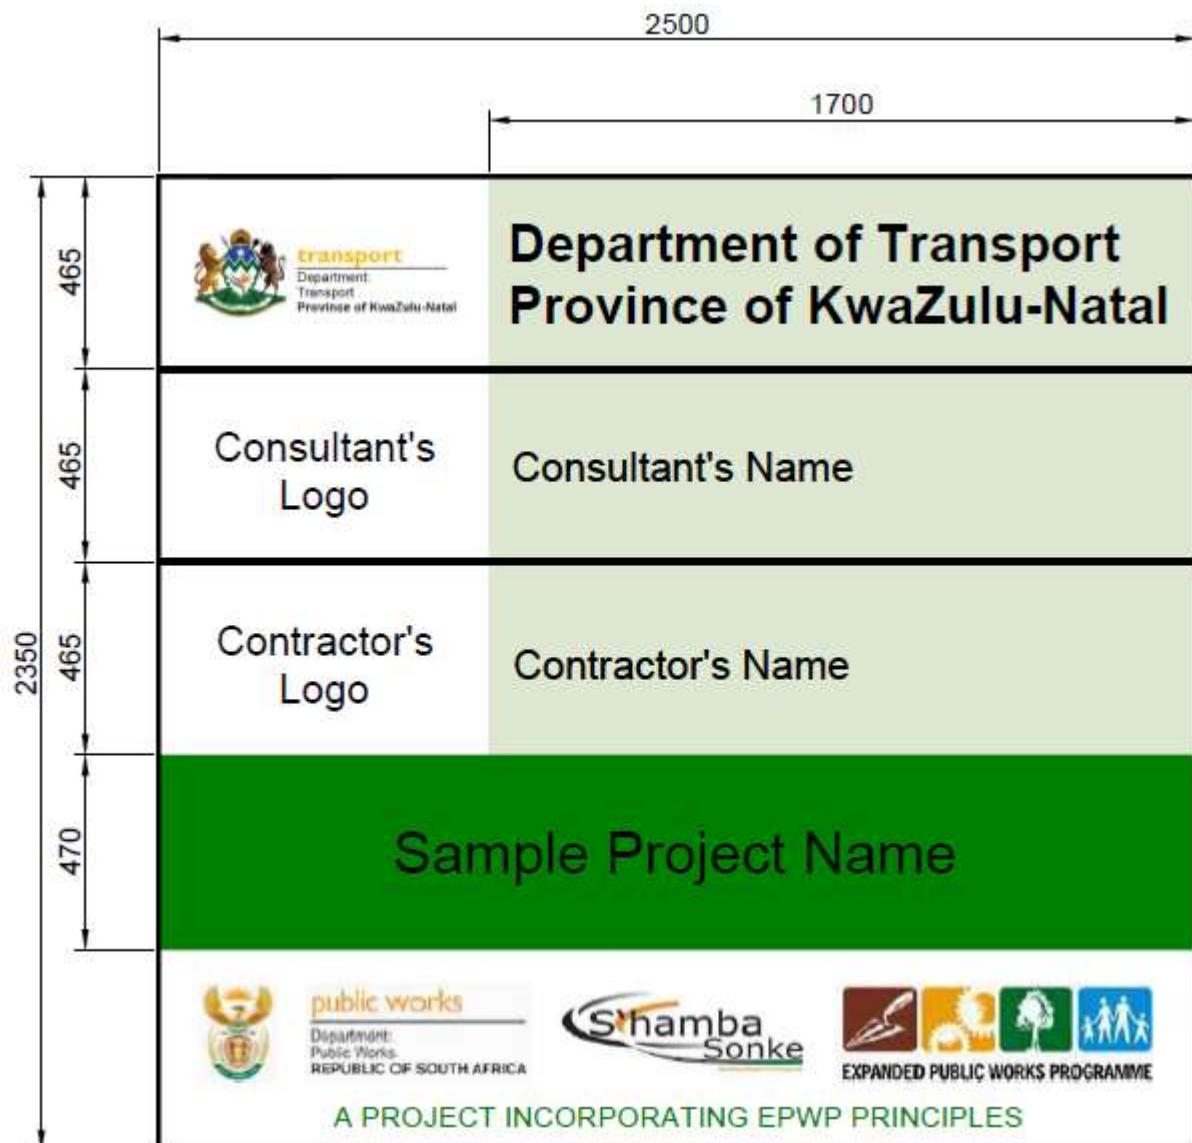 2500
1700
465
transport
Department:
Transport
Province of KwaZulu-Natal
Department of Transport
Province of KwaZulu-Natal
465
Consultant's
Logo
Consultant's Name
2350
465
Contractor's
Logo
Contractor's Name
470
Sample Project Name
public works
Department:
Public Works
REPUBLIC OF SOUTH AFRICA
S'hamba
Sonke
EXPANDED PUBLIC WORKS PROGRAMME
A PROJECT INCORPORATING EPWP PRINCIPLES